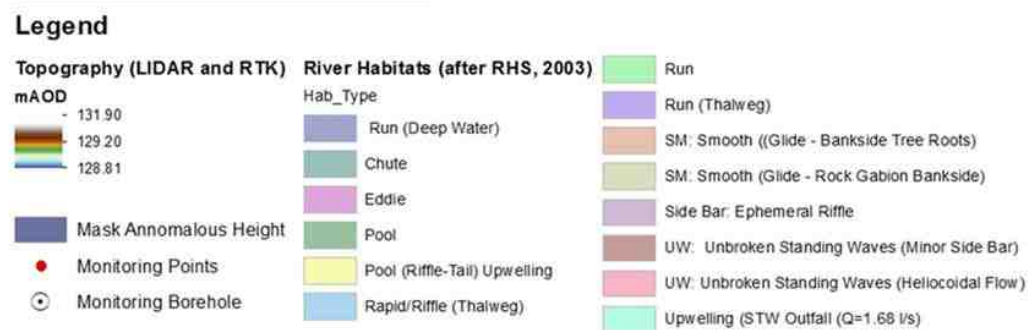 Legend
Topography (LIDAR and RTK)
mAOD
131.90
129.20
128.81
Mask Annomalous Height
Monitoring Points
Monitoring Borehole
River Habitats (after RHS, 2003)
Hab_Type
Run (Deep Water)
Chute
Eddie
Pool
Pool (Riffle-Tail) Upwelling
Rapid/Riffle (Thalweg)
Run
Run (Thalweg)
SM: Smooth ((Glide - Bankside Tree Roots)
SM: Smooth (Glide - Rock Gabion Bankside)
Side Bar: Ephemeral Riffle
UW: Unbroken Standing Waves (Minor Side Bar)
UW: Unbroken Standing Waves (Heliocoidal Flow)
Upwelling (STW Outfall (Q=1.68 l/s)